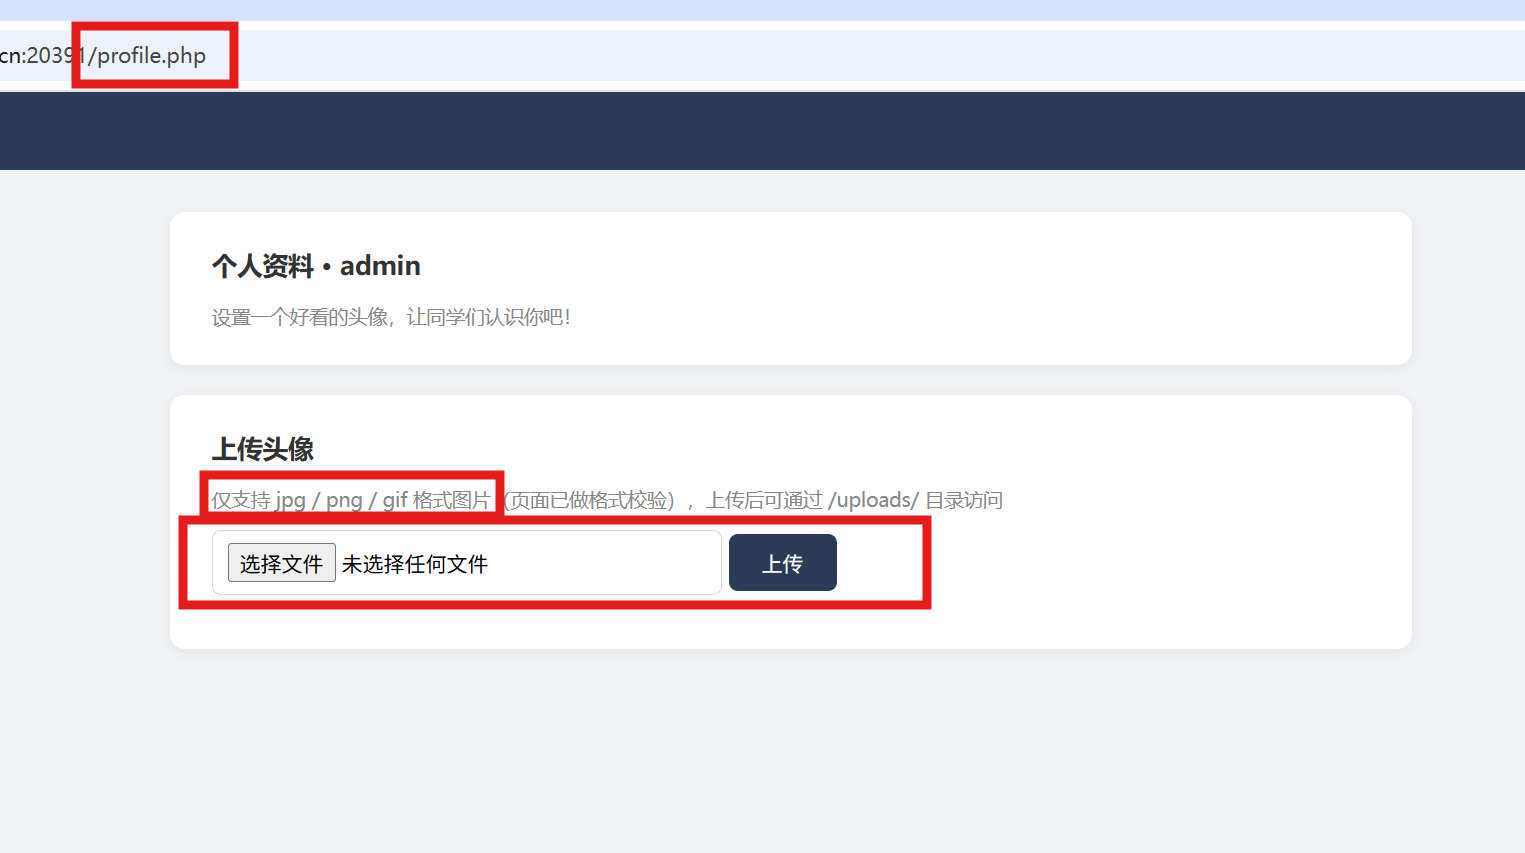 cn:20391/profile.php
个人资料 · admin
设置一个好看的头像，让同学们认识你吧！
上传头像
仅支持 jpg / png / gif 格式图片（页面已做格式校验），上传后可通过 /uploads/ 目录访问
选择文件 未选择任何文件 上传